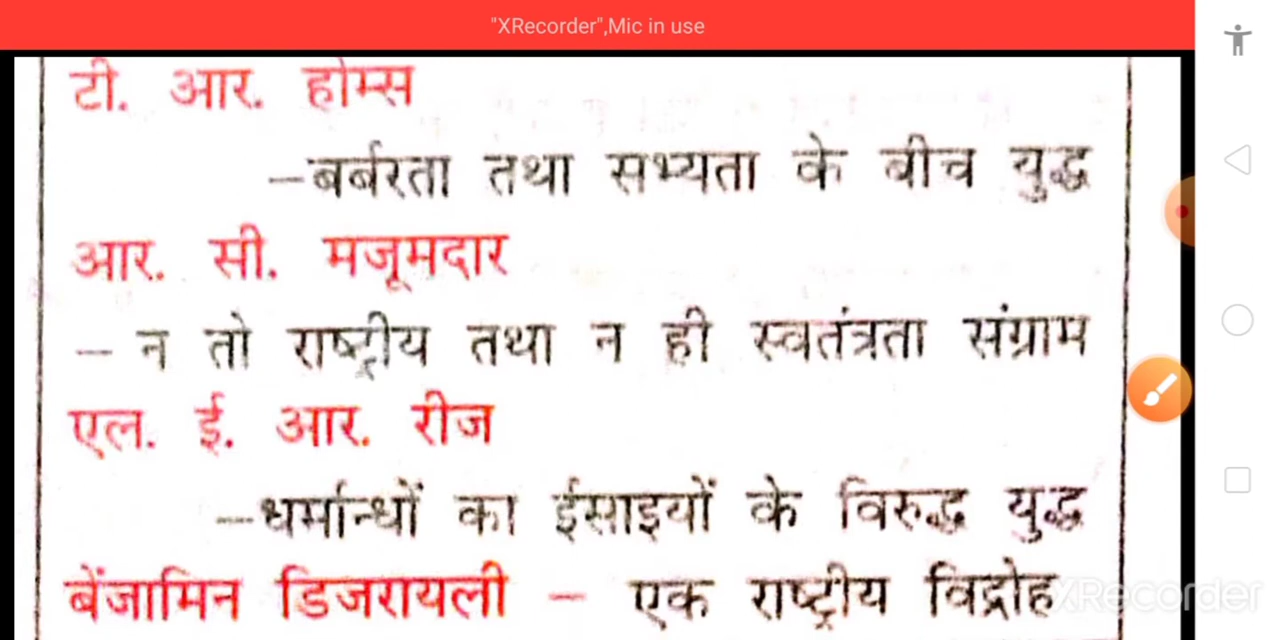 "XRecorder",Mic in use
टी. आर. होम्स
–बर्बरता तथा सभ्यता के बीच युद्ध
आर. सी. मजूमदार
– न तो राष्ट्रीय तथा न ही स्वतंत्रता संग्राम
एल. ई. आर. रीज
–धर्मान्धों का ईसाइयों के विरुद्ध युद्ध
बेंजामिन डिजरायली – एक राष्ट्रीय विद्रोह
XRecorder